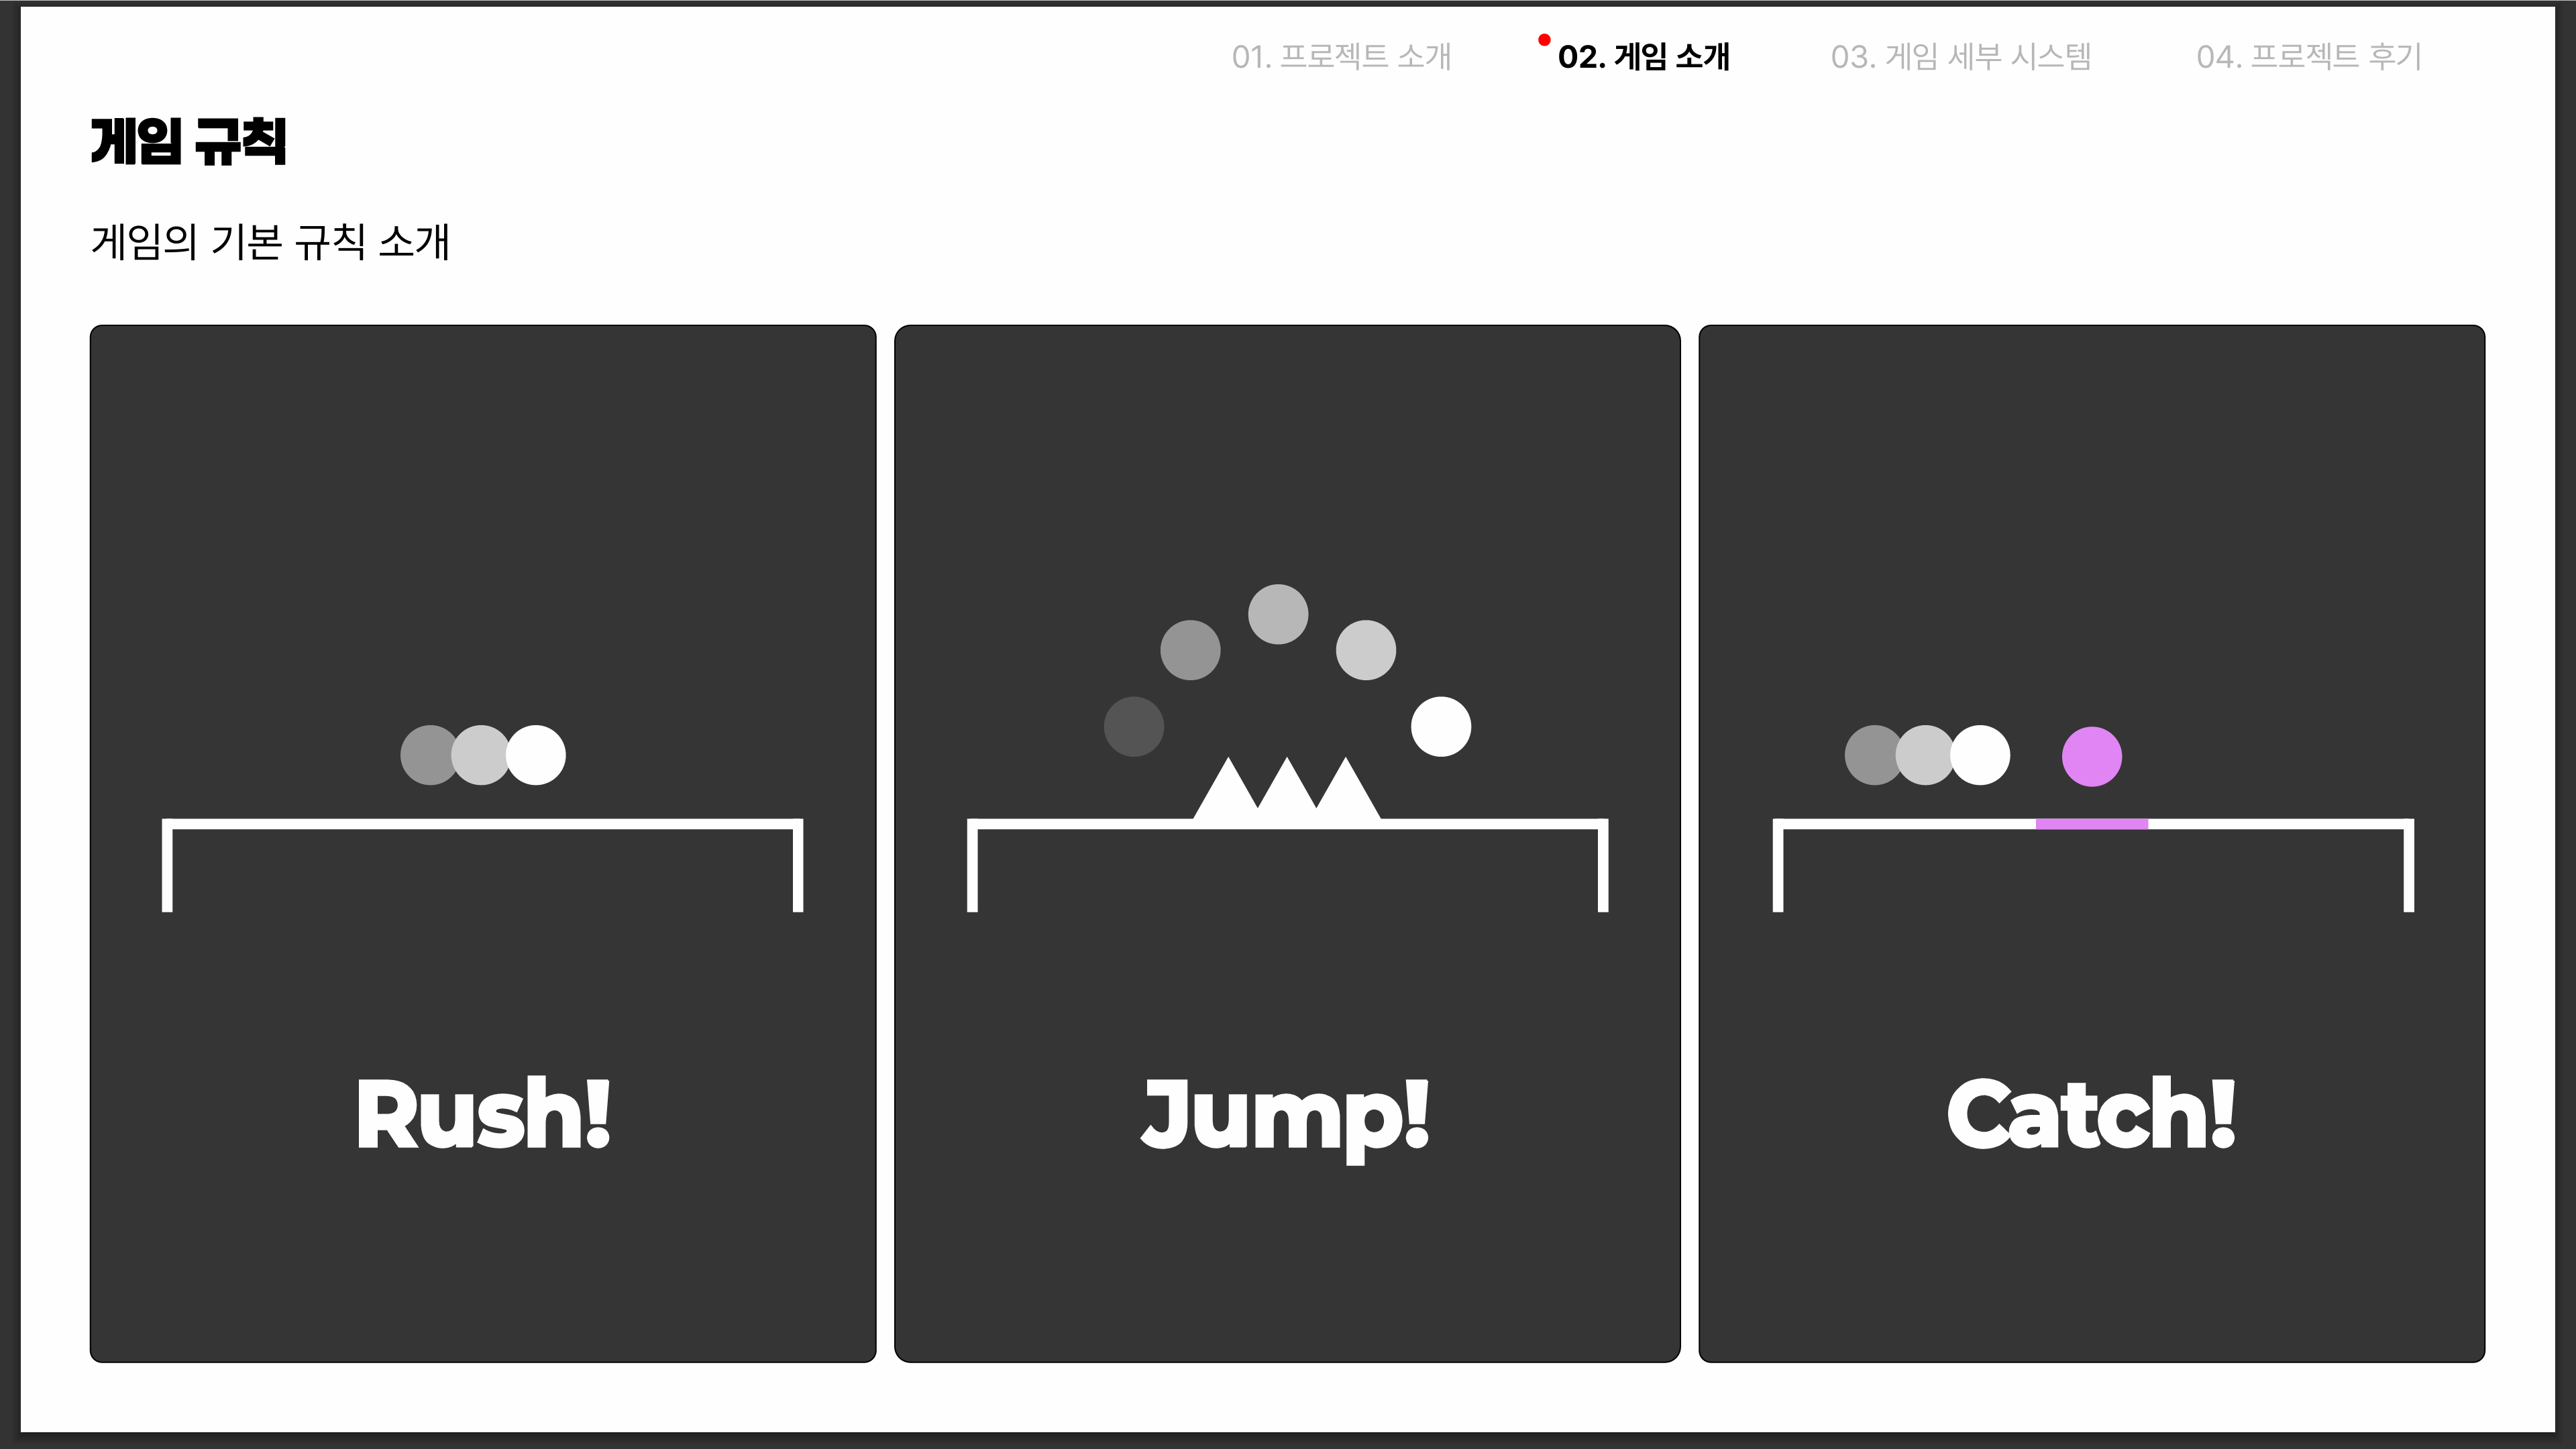 01. 프로젝트 소개
02. 게임 소개
03. 게임 세부 시스템
04. 프로젝트 후기
게임 규칙
게임의 기본 규칙 소개
Rush!
Jump!
Catch!